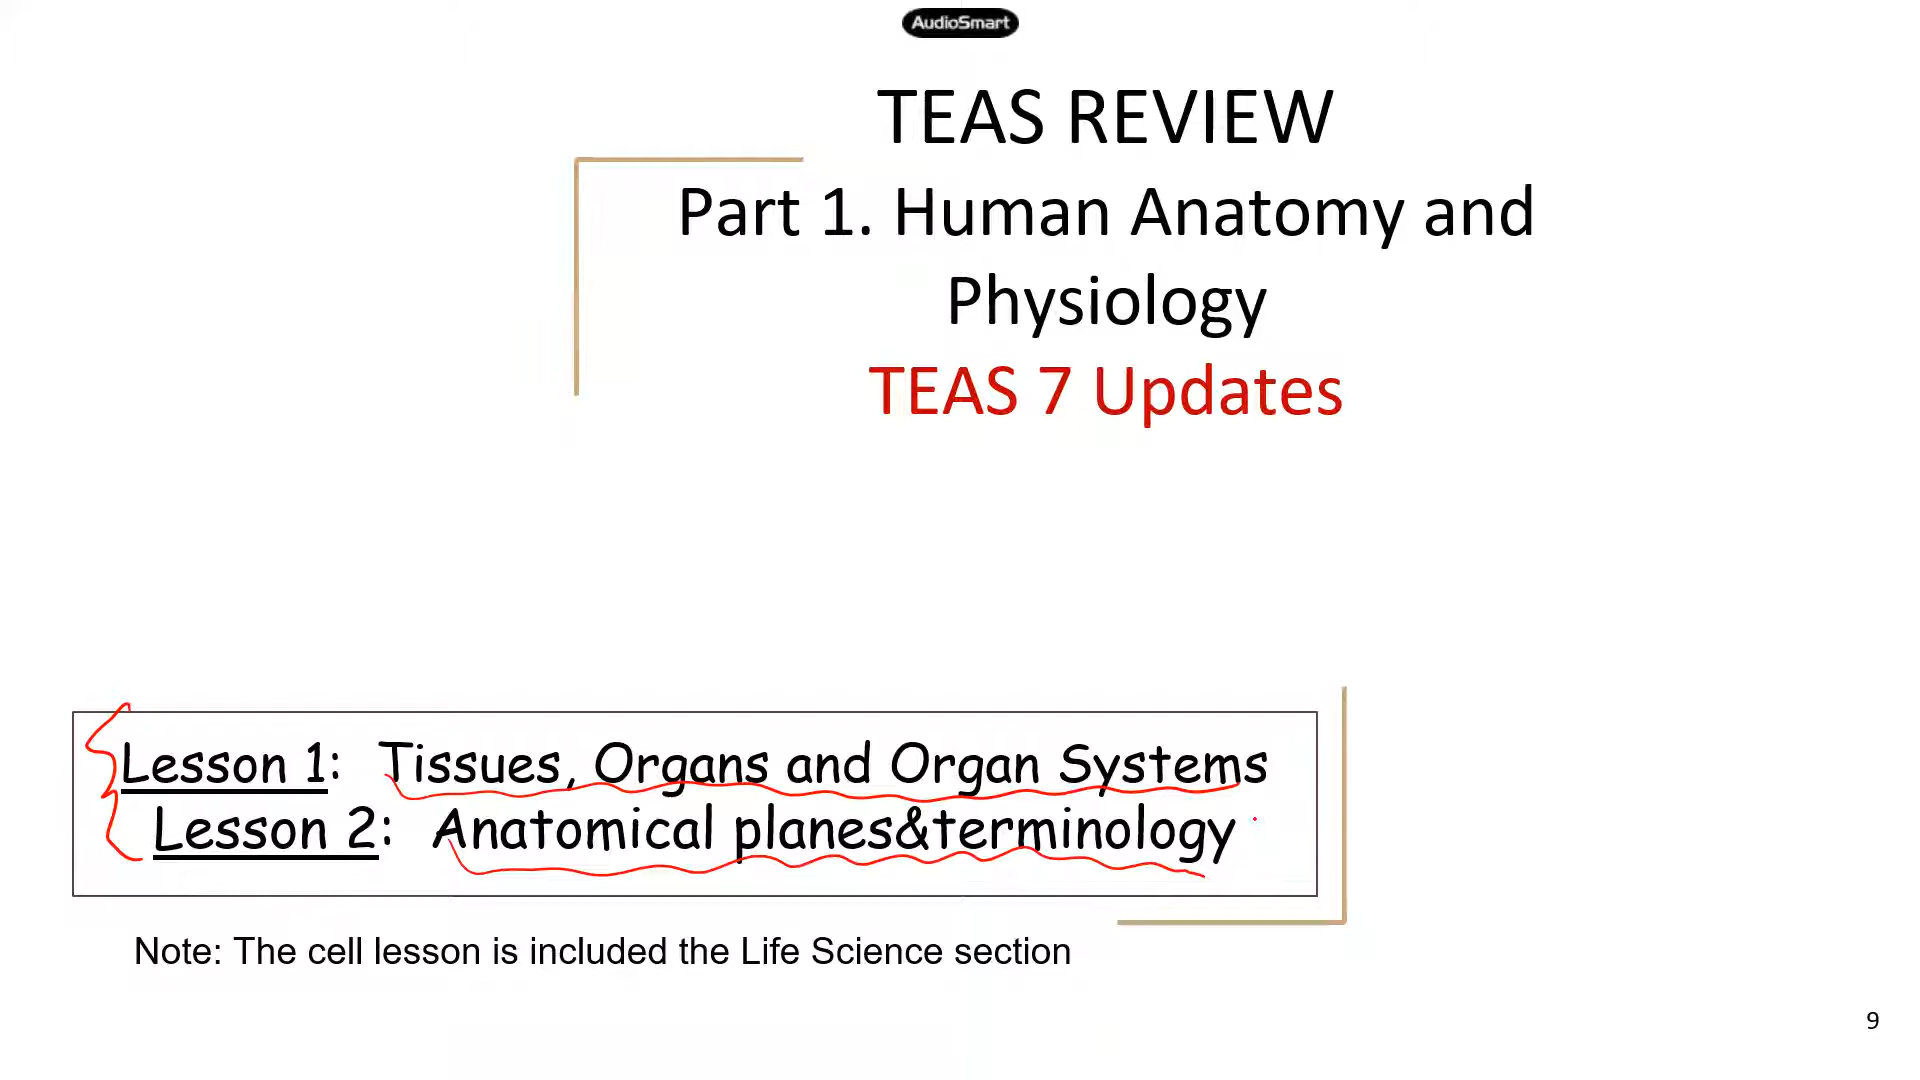 AudioSmart
TEAS REVIEW
Part 1. Human Anatomy and
Physiology
TEAS 7 Updates
Lesson 1: Tissues, Organs and Organ Systems
Lesson 2: Anatomical planes&terminology
Note: The cell lesson is included the Life Science section
9